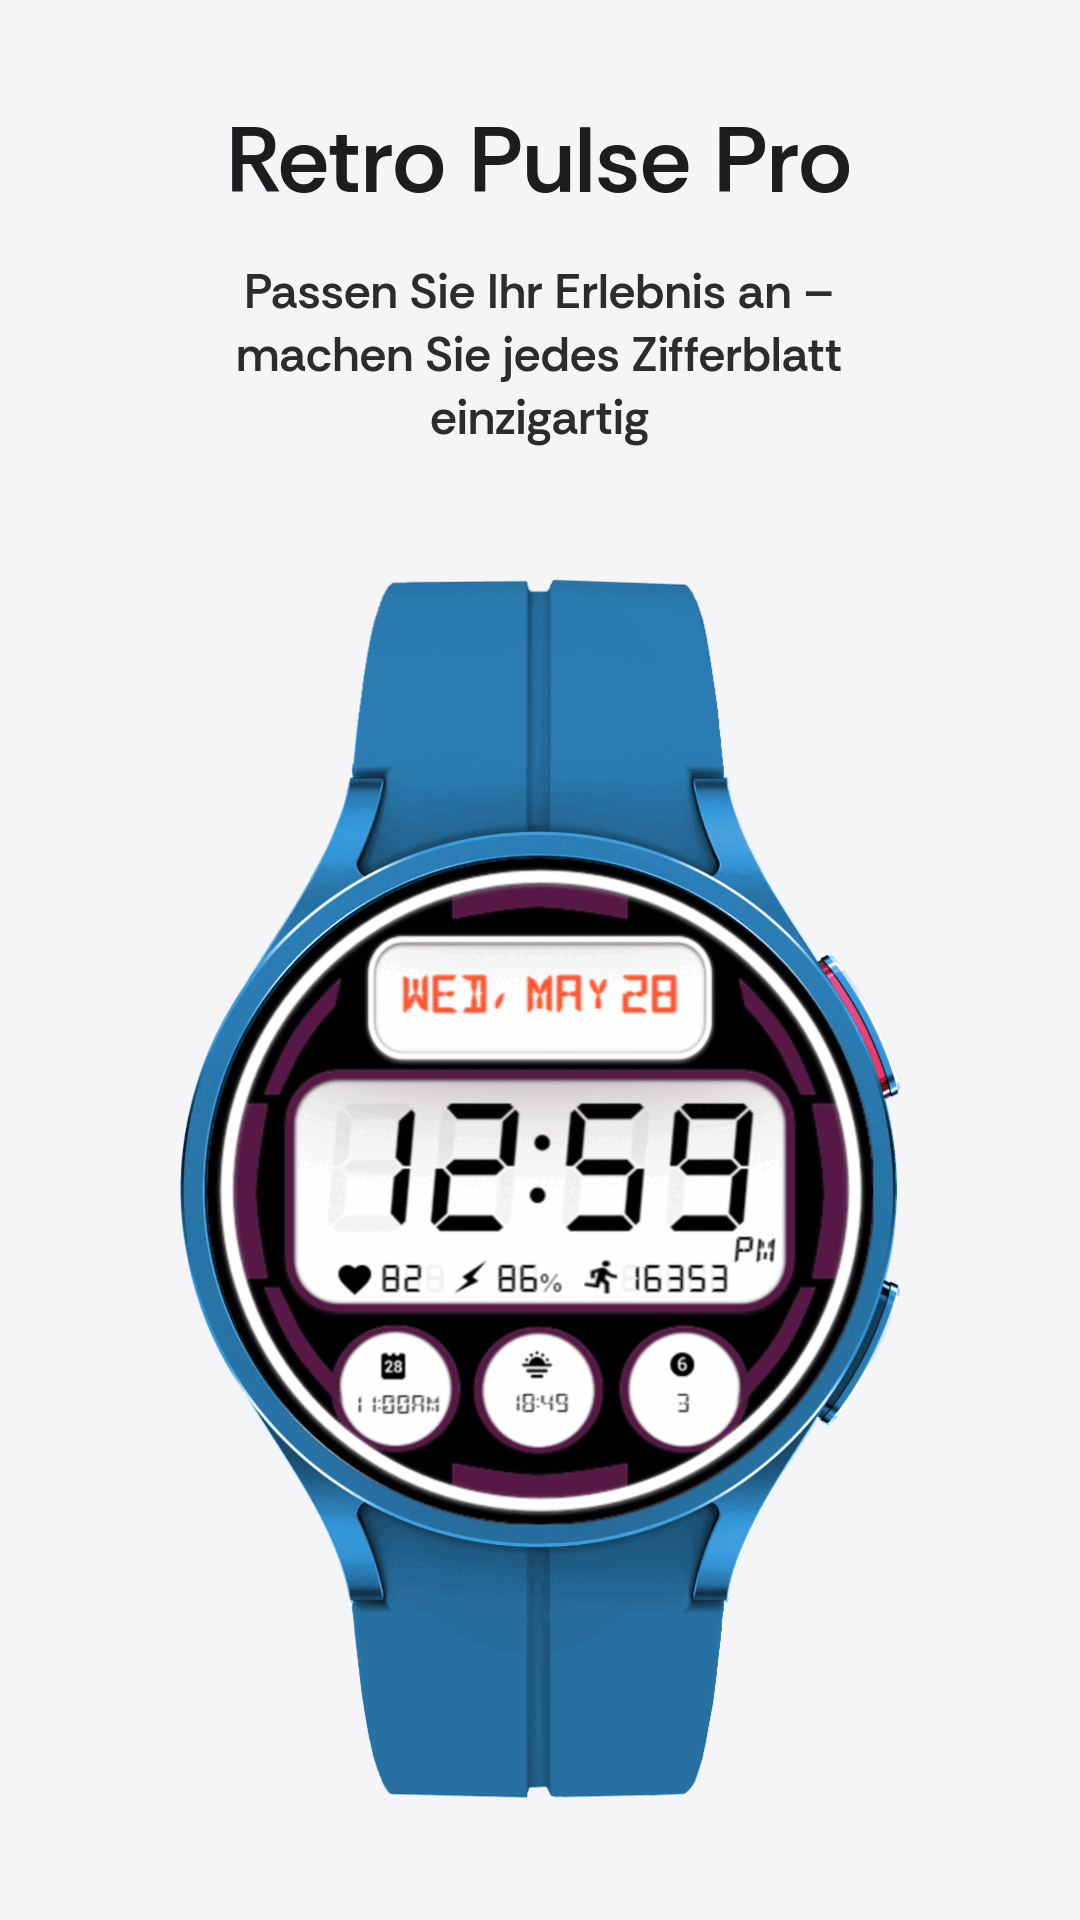 Retro Pulse Pro
Passen Sie Ihr Erlebnis an –
machen Sie jedes Zifferblatt
einzigartig
WED, MAY 28
12:59
PM
82 86% 16353
28 6
11:00AM 18:49 3